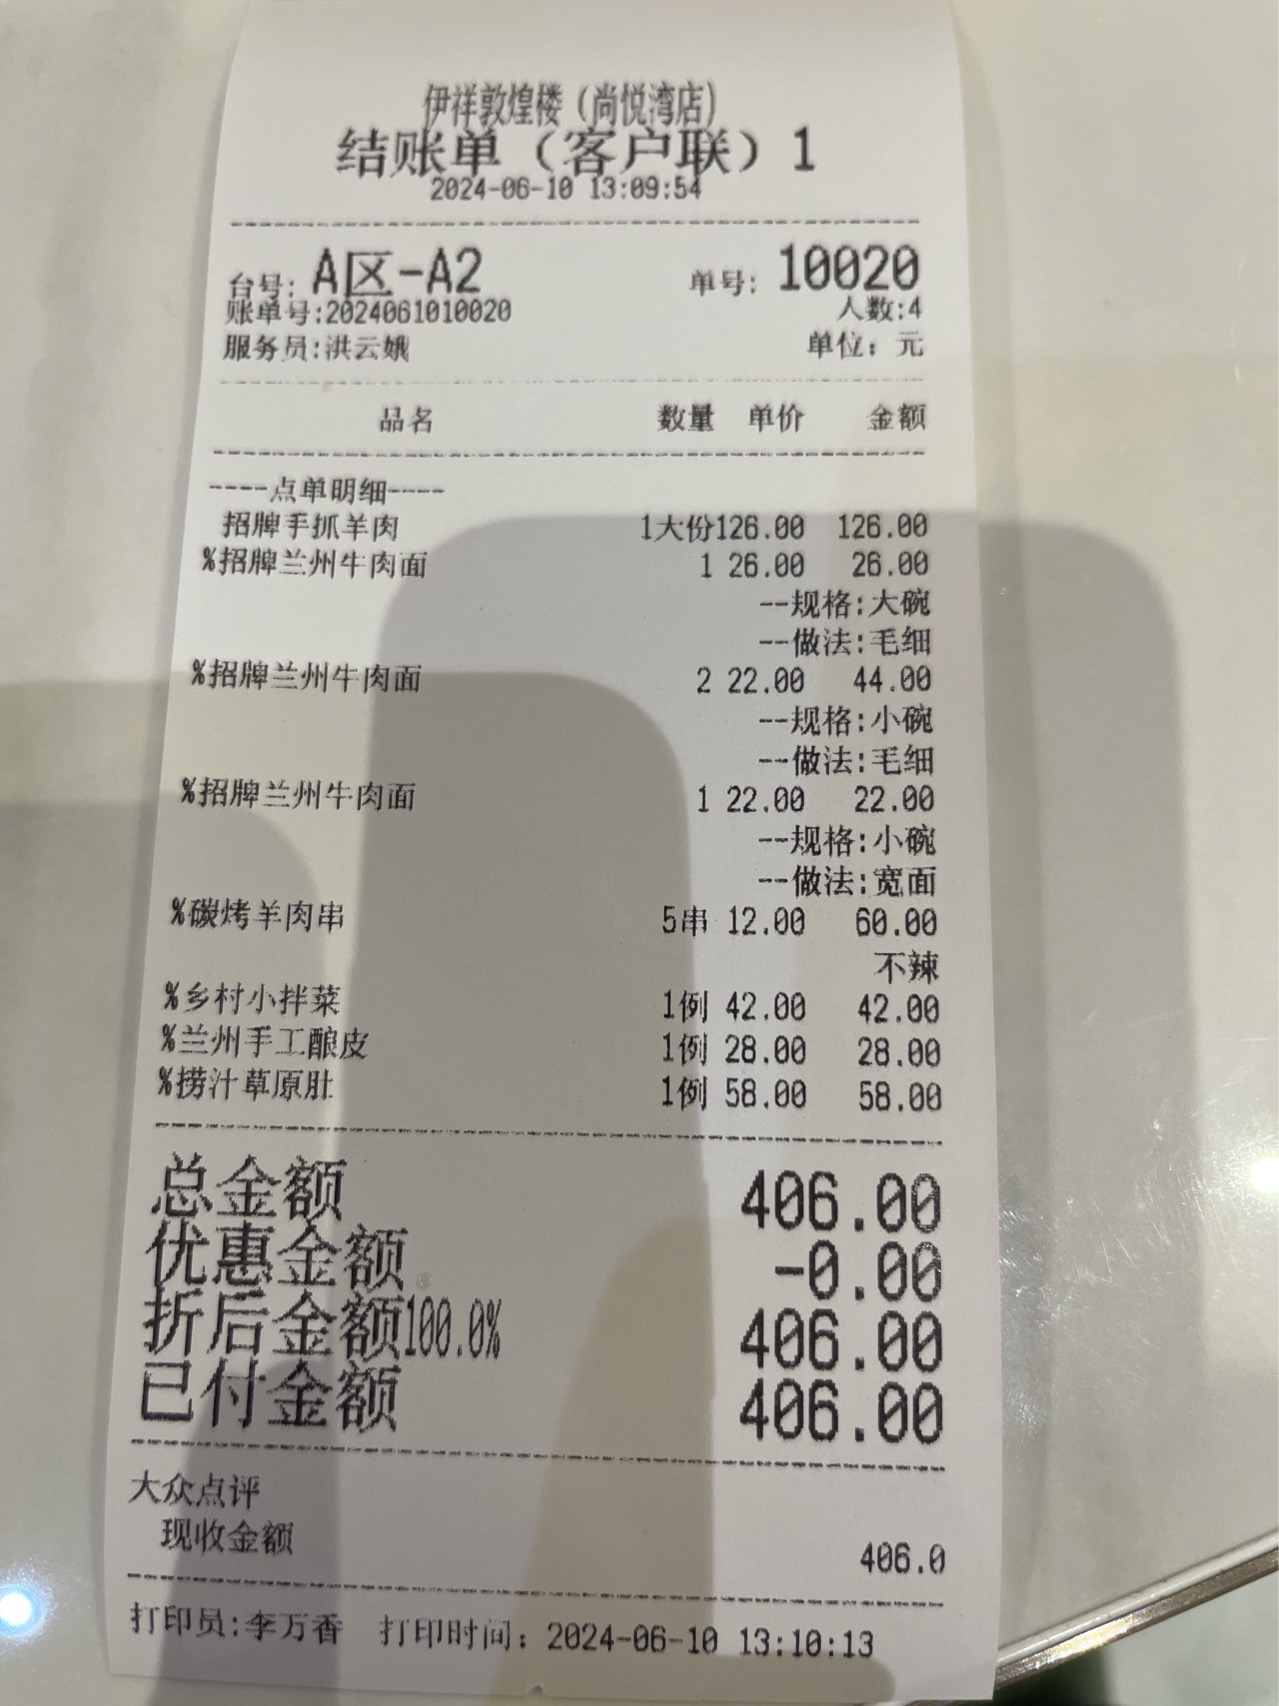 伊祥敦煌楼（尚悦湾店）
结账单（客户联）1
2024-06-10 13:09:54
台号: A区-A2 单号: 10020
账单号:2024061010020 人数:4
服务员:洪云娥 单位: 元
品名 数量 单价 金额
----点单明细----
招牌手抓羊肉 1大份126.00 126.00
%招牌兰州牛肉面 1 26.00 26.00
--规格:大碗
--做法:毛细
%招牌兰州牛肉面 2 22.00 44.00
--规格:小碗
--做法:毛细
%招牌兰州牛肉面 1 22.00 22.00
--规格:小碗
--做法:宽面
%碳烤羊肉串 5串 12.00 60.00
不辣
%乡村小拌菜 1例 42.00 42.00
%兰州手工酿皮 1例 28.00 28.00
%捞汁草原肚 1例 58.00 58.00
总金额 406.00
优惠金额 -0.00
折后金额100.0% 406.00
已付金额 406.00
大众点评
现收金额 406.0
打印员:李万香 打印时间: 2024-06-10 13:10:13